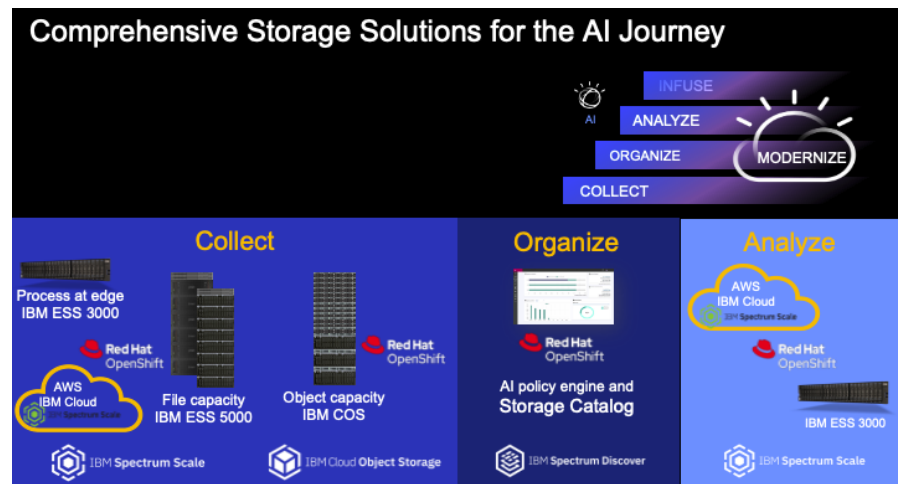 Comprehensive Storage Solutions for the AI Journey
INFUSE
AI
ANALYZE
ORGANIZE
MODERNIZE
COLLECT
Collect
Process at edge
IBM ESS 3000
Red Hat
OpenShift
AWS
IBM Cloud
IBM Spectrum Scale
File capacity
IBM ESS 5000
Object capacity
IBM COS
Red Hat
OpenShift
IBM Spectrum Scale
IBM Cloud Object Storage
Organize
Red Hat
OpenShift
AI policy engine and
Storage Catalog
IBM Spectrum Discover
Analyze
AWS
IBM Cloud
IBM Spectrum Scale
Red Hat
OpenShift
IBM ESS 3000
IBM Spectrum Scale